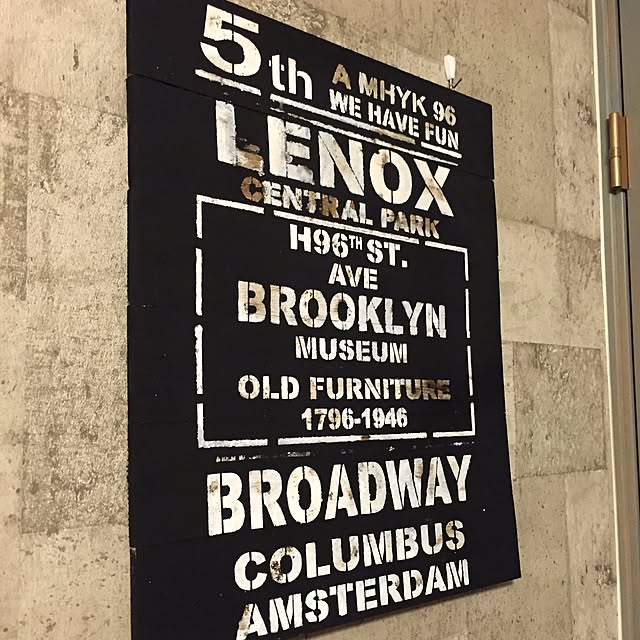 5th
A MHYK 96
WE HAVE FUN
LENOX
CENTRAL PARK
H96TH ST.
AVE
BROOKLYN
MUSEUM
OLD FURNITURE
1796-1946
BROADWAY
COLUMBUS
AMSTERDAM